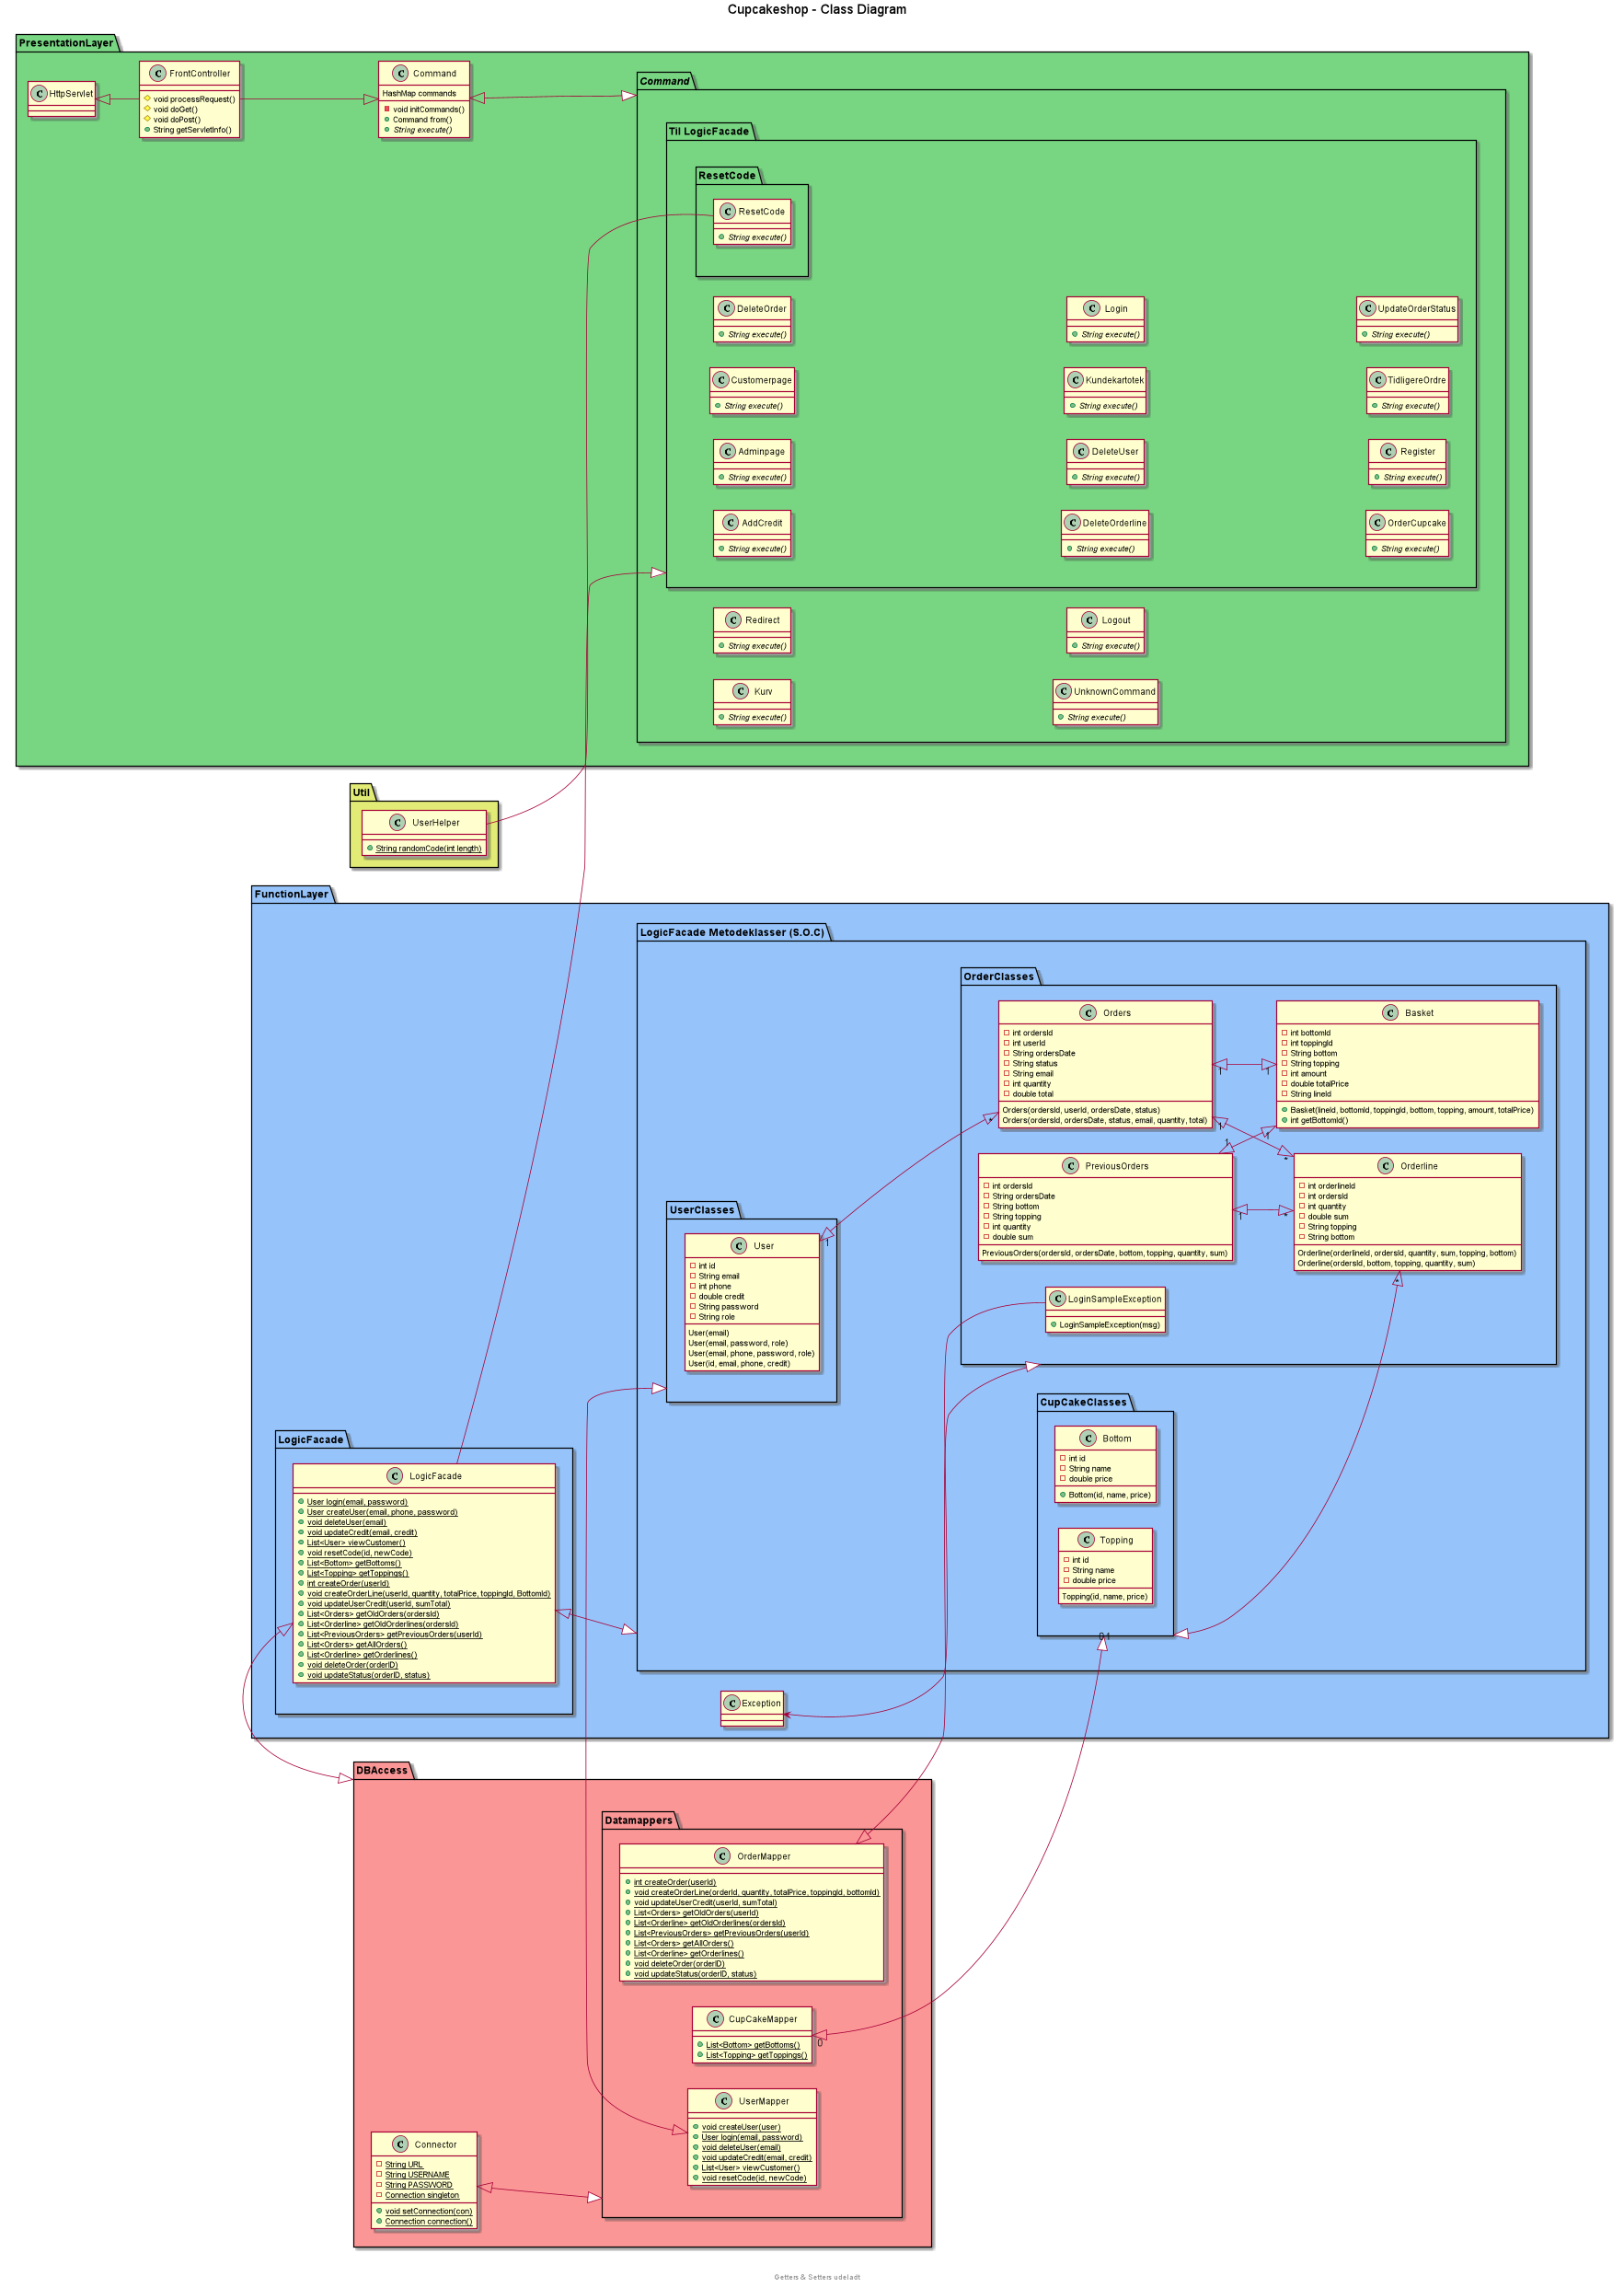 Cupcakeshop - Class Diagram
PresentationLayer
HttpServlet
FrontController
void processRequest()
void doGet()
void doPost()
String getServletInfo()
Command
HashMap commands
void initCommands()
Command from()
String execute()
Command
Til LogicFacade
ResetCode
ResetCode
String execute()
DeleteOrder
String execute()
Login
String execute()
UpdateOrderStatus
String execute()
Customerpage
String execute()
Kundekartotek
String execute()
TidligereOrdre
String execute()
Adminpage
String execute()
DeleteUser
String execute()
Register
String execute()
AddCredit
String execute()
DeleteOrderline
String execute()
OrderCupcake
String execute()
Redirect
String execute()
Logout
String execute()
Kurv
String execute()
UnknownCommand
String execute()
Util
UserHelper
String randomCode(int length)
FunctionLayer
LogicFacade Metodeklasser (S.O.C)
OrderClasses
Orders
int ordersId
int userId
String ordersDate
String status
String email
int quantity
double total
Orders(ordersId, userId, ordersDate, status)
Orders(ordersId, ordersDate, status, email, quantity, total)
Basket
int bottomId
int toppingId
String bottom
String topping
int amount
double totalPrice
String lineId
Basket(lineId, bottomId, toppingId, bottom, topping, amount, totalPrice)
int getBottomId()
1
1
*
1
1
1
*
PreviousOrders
int ordersId
String ordersDate
String bottom
String topping
int quantity
double sum
PreviousOrders(ordersId, ordersDate, bottom, topping, quantity, sum)
1
*
Orderline
int orderlineId
int ordersId
int quantity
double sum
String topping
String bottom
Orderline(orderlineId, ordersId, quantity, sum, topping, bottom)
Orderline(ordersId, bottom, topping, quantity, sum)
*
LoginSampleException
LoginSampleException(msg)
UserClasses
User
int id
String email
int phone
double credit
String password
String role
User(email)
User(email, password, role)
User(email, phone, password, role)
User(id, email, phone, credit)
1
CupCakeClasses
Bottom
int id
String name
double price
Bottom(id, name, price)
Topping
int id
String name
double price
Topping(id, name, price)
LogicFacade
LogicFacade
User login(email, password)
User createUser(email, phone, password)
void deleteUser(email)
void updateCredit(email, credit)
List<User> viewCustomer()
void resetCode(id, newCode)
List<Bottom> getBottoms()
List<Topping> getToppings()
int createOrder(userId)
void createOrderLine(userId, quantity, totalPrice, toppingId, BottomId)
void updateUserCredit(userId, sumTotal)
List<Orders> getOldOrders(ordersId)
List<Orderline> getOldOrderlines(ordersId)
List<PreviousOrders> getPreviousOrders(userId)
List<Orders> getAllOrders()
List<Orderline> getOrderlines()
void deleteOrder(orderID)
void updateStatus(orderID, status)
Exception
DBAccess
Datamappers
OrderMapper
int createOrder(userId)
void createOrderLine(orderId, quantity, totalPrice, toppingId, bottomId)
void updateUserCredit(userId, sumTotal)
List<Orders> getOldOrders(userId)
List<Orderline> getOldOrderlines(ordersId)
List<PreviousOrders> getPreviousOrders(userId)
List<Orders> getAllOrders()
List<Orderline> getOrderlines()
void deleteOrder(orderID)
void updateStatus(orderID, status)
CupCakeMapper
List<Bottom> getBottoms()
List<Topping> getToppings()
0
UserMapper
void createUser(user)
User login(email, password)
void deleteUser(email)
void updateCredit(email, credit)
List<User> viewCustomer()
void resetCode(id, newCode)
Connector
String URL
String USERNAME
String PASSWORD
Connection singleton
void setConnection(con)
Connection connection()
Getters & Setters udeladt